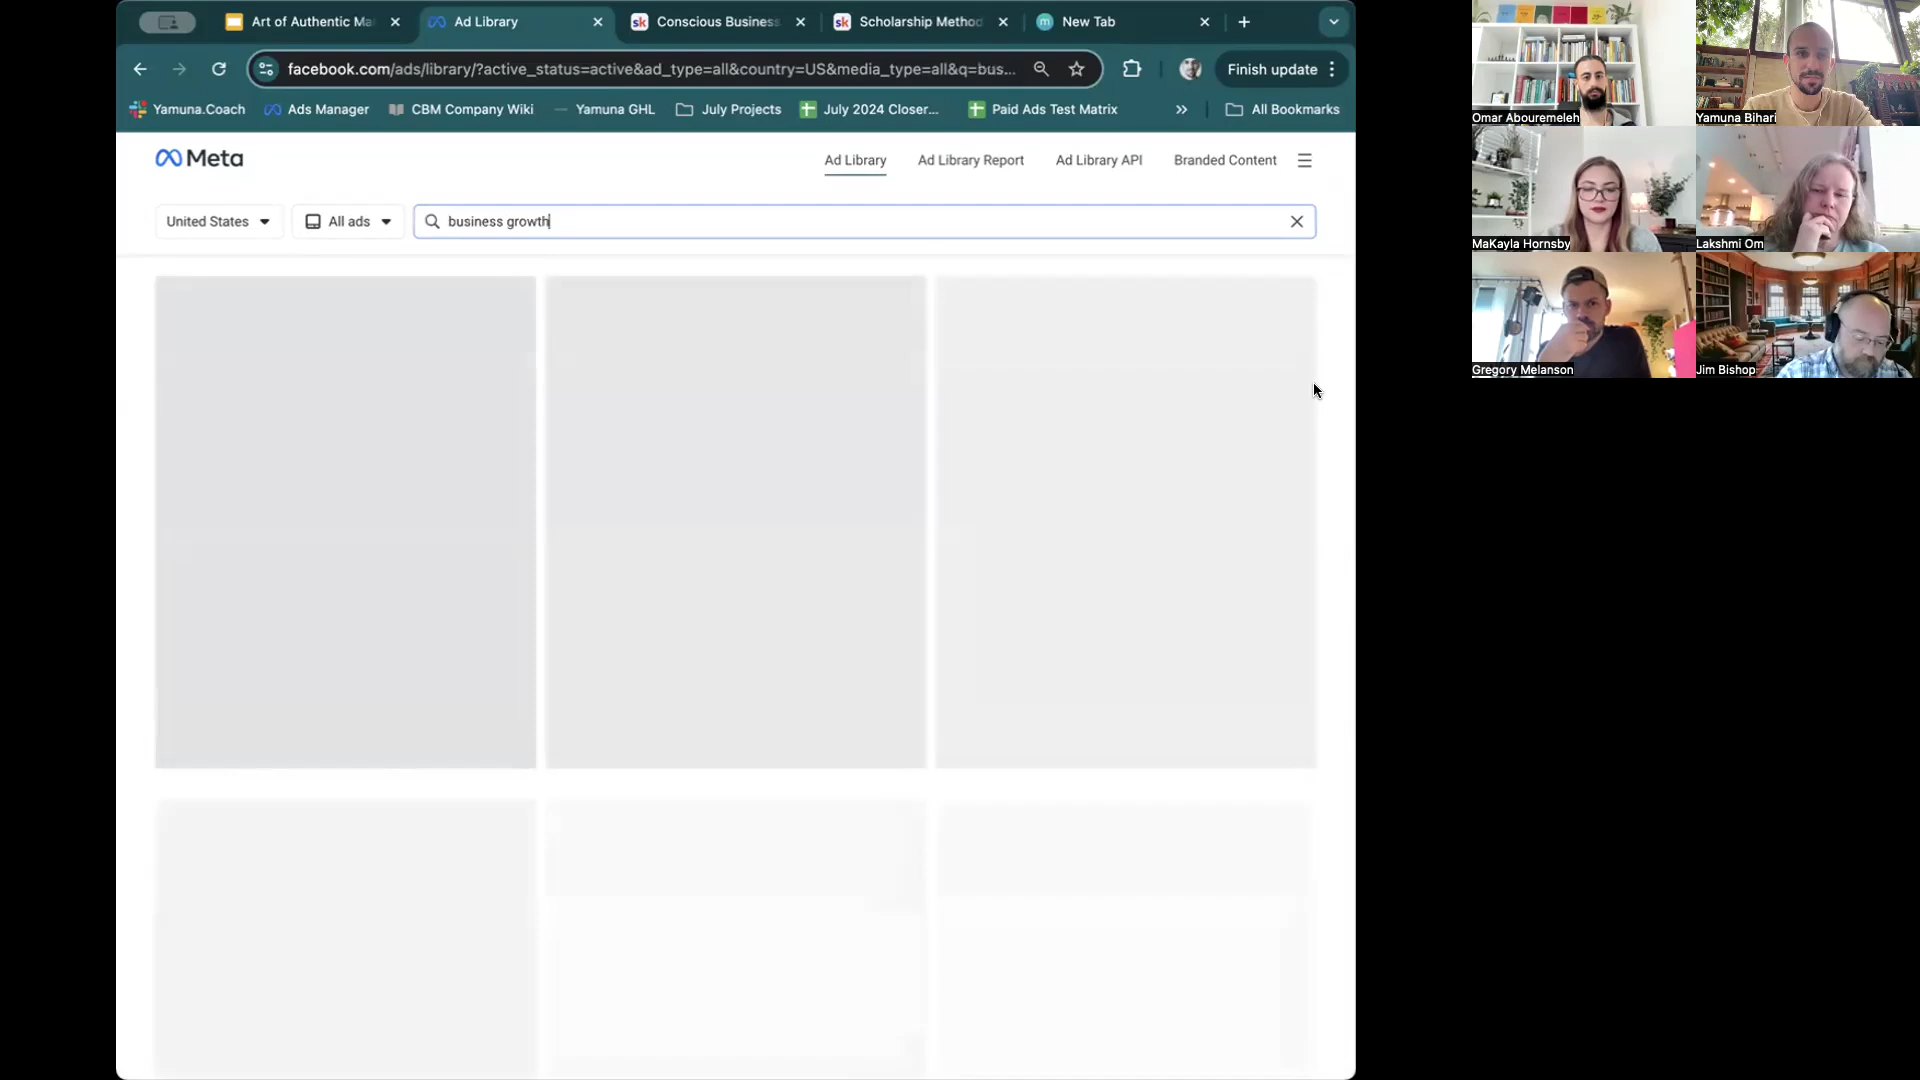 Art of Authentic Ma
Ad Library
sk Conscious Business
sk Scholarship Method
m New Tab
facebook.com/ads/library/?active_status=active&ad_type=all&country=US&media_type=all&q=bus...
Finish update
Yamuna.Coach
Ads Manager
CBM Company Wiki
Yamuna GHL
July Projects
July 2024 Closer...
Paid Ads Test Matrix
All Bookmarks
Meta
Ad Library
Ad Library Report
Ad Library API
Branded Content
United States
All ads
business growth
Omar Abouremeleh
Yamuna Bihari
MaKayla Hornsby
Lakshmi Om
Gregory Melanson
Jim Bishop